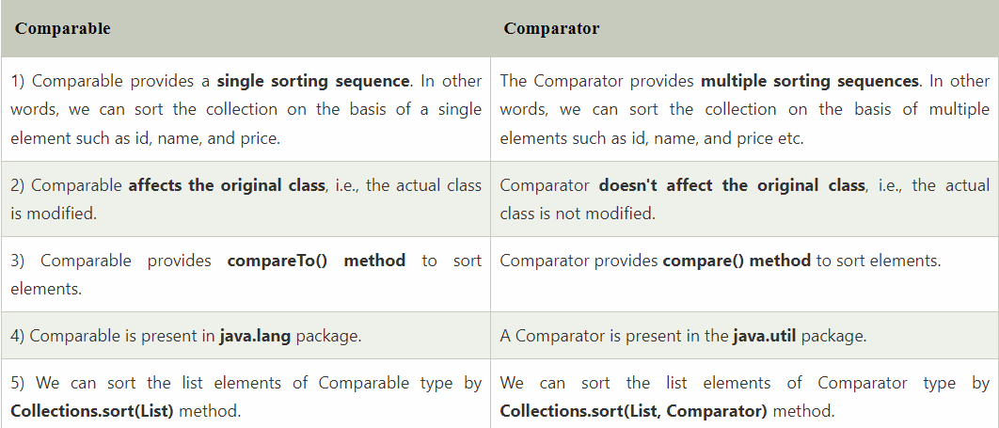 Comparable
Comparator
1) Comparable provides a single sorting sequence. In other
words, we can sort the collection on the basis of a single
element such as id, name, and price.
The Comparator provides multiple sorting sequences. In other
words, we can sort the collection on the basis of multiple
elements such as id, name, and price etc.
2) Comparable affects the original class, i.e., the actual class
is modified.
Comparator doesn't affect the original class, i.e., the actual
class is not modified.
3) Comparable provides compareTo() method to sort
elements.
Comparator provides compare() method to sort elements.
4) Comparable is present in java.lang package.
A Comparator is present in the java.util package.
5) We can sort the list elements of Comparable type by
Collections.sort(List) method.
We can sort the list elements of Comparator type by
Collections.sort(List, Comparator) method.